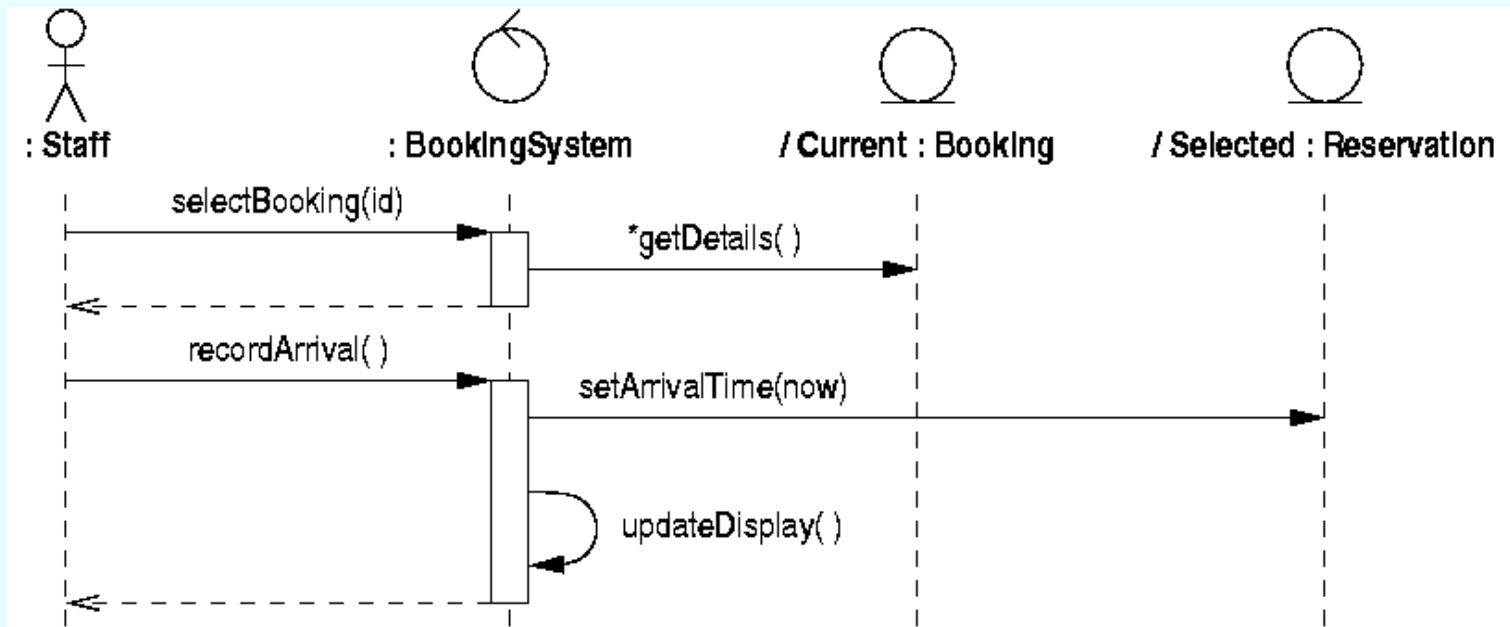 : Staff
: BookingSystem
/ Current : Booking
/ Selected : Reservation
selectBooking(id)
*getDetails( )
recordArrival( )
setArrivalTime(now)
updateDisplay( )